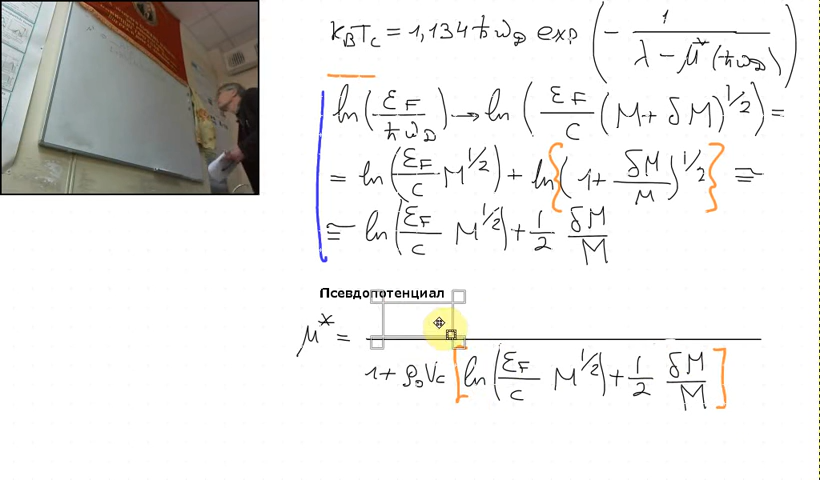 k_B T_c = 1,134 ħω_D exp (− 1 / (λ − μ*(ħω_D)))
ln(ε_F / ħω_D) → ln(ε_F / c (M + δM)^{1/2}) =
= ln(ε_F / c M^{1/2}) + ln{(1 + δM / M)^{1/2}} ≅
≅ ln(ε_F / c M^{1/2}) + 1/2 δM / M
Псевдопотенциал
μ* =
1 + ρ₀V_c [ln(ε_F / c M^{1/2}) + 1/2 δM / M]